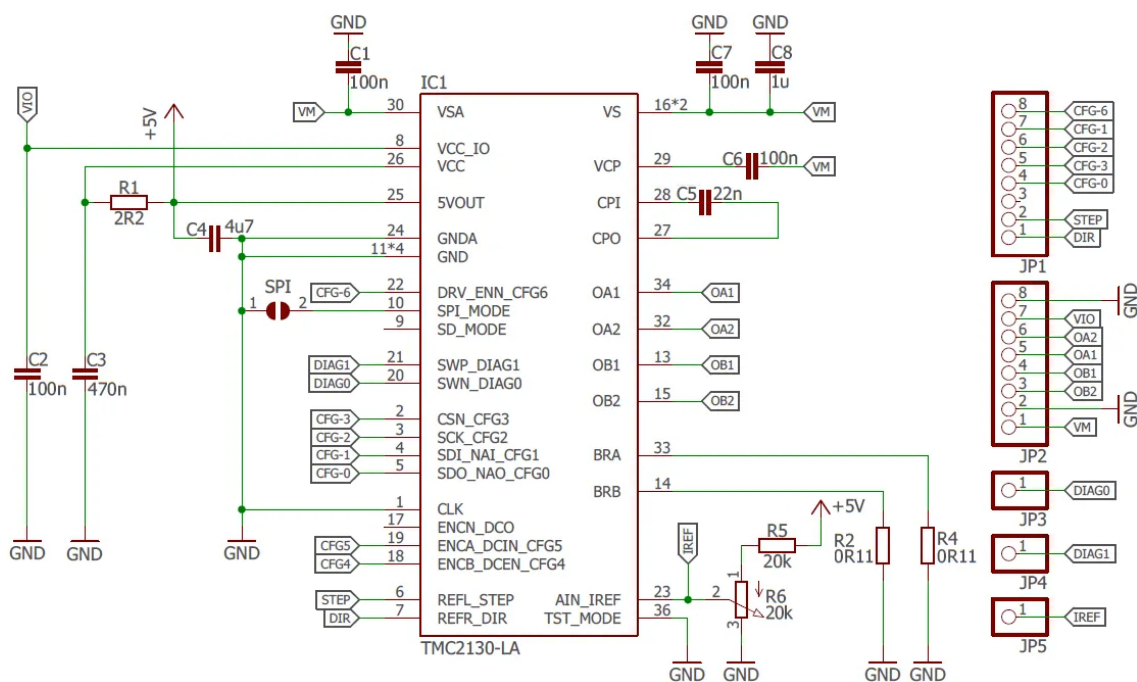 GND
C1
100n
GND
GND
C7
100n
C8
1u
IC1
VIO
+5V
VM
30
VSA
VS
16*2
VM
8
VCC_IO
26
VCC
VCP
29
C6
100n
VM
R1
2R2
25
5VOUT
CPI
28
C5
22n
C4
4u7
24
GNDA
CPO
27
11*4
GND
SPI
1
2
CFG-6
22
DRV_ENN_CFG6
OA1
34
OA1
10
SPI_MODE
9
SD_MODE
OA2
32
OA2
C2
100n
C3
470n
DIAG1
21
SWP_DIAG1
OB1
13
OB1
DIAG0
20
SWN_DIAG0
OB2
15
OB2
CFG-3
2
CSN_CFG3
CFG-2
3
SCK_CFG2
CFG-1
4
SDI_NAI_CFG1
BRA
33
CFG-0
5
SDO_NAO_CFG0
BRB
14
1
CLK
17
ENCN_DCO
CFG5
19
ENCA_DCIN_CFG5
CFG4
18
ENCB_DCEN_CFG4
STEP
6
REFL_STEP
AIN_IREF
23
DIR
7
REFR_DIR
TST_MODE
36
TMC2130-LA
GND
GND
GND
IREF
R5
20k
+5V
1
2
3
R6
20k
R2
0R11
R4
0R11
GND
GND
GND
GND
8
CFG-6
7
CFG-1
6
CFG-2
5
CFG-3
4
CFG-0
3
2
STEP
1
DIR
JP1
8
GND
7
VIO
6
OA2
5
OA1
4
OB1
3
OB2
2
GND
1
VM
JP2
1
DIAG0
JP3
1
DIAG1
JP4
1
IREF
JP5